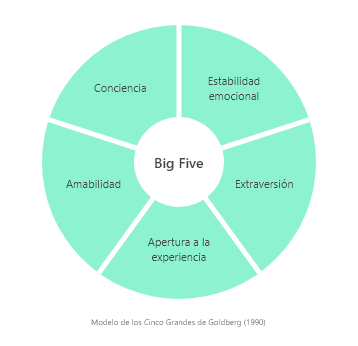 Conciencia
Estabilidad
emocional
Big Five
Amabilidad
Extraversión
Apertura a la
experiencia
Modelo de los Cinco Grandes de Goldberg (1990)